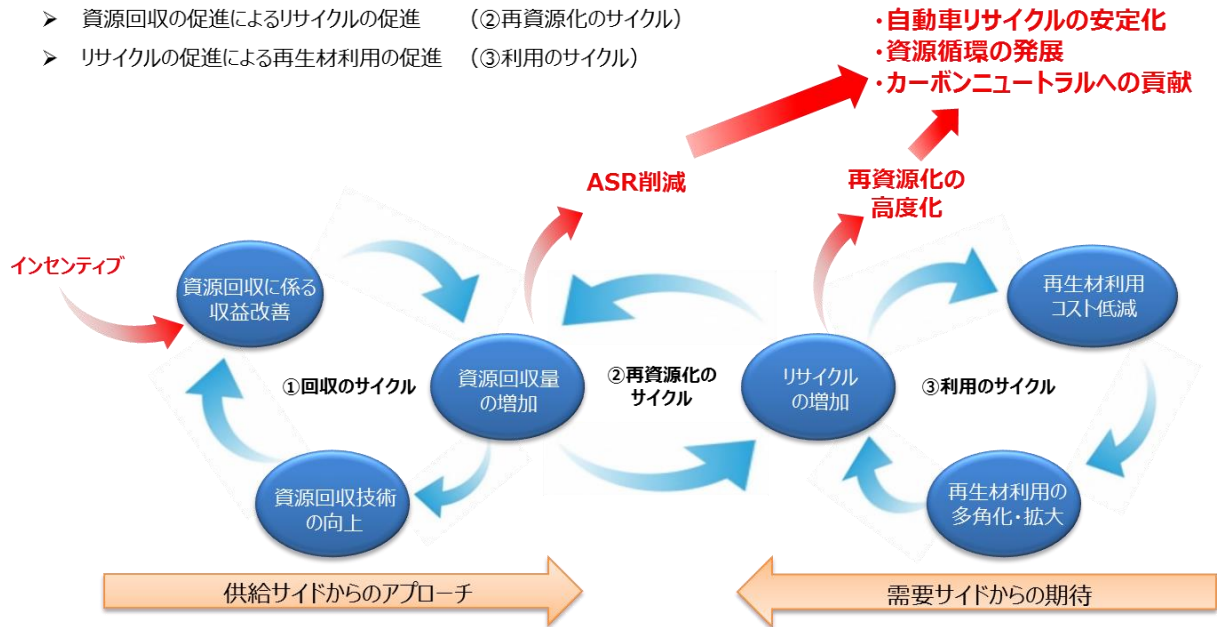 ➢ 資源回収の促進によるリサイクルの促進 （②再資源化のサイクル）
➢ リサイクルの促進による再生材利用の促進 （③利用のサイクル）
・自動車リサイクルの安定化
・資源循環の発展
・カーボンニュートラルへの貢献
ASR削減
再資源化の
高度化
インセンティブ
資源回収に係る
収益改善
再生材利用
コスト低減
①回収のサイクル
資源回収量
の増加
②再資源化の
サイクル
リサイクル
の増加
③利用のサイクル
資源回収技術
の向上
再生材利用の
多角化・拡大
供給サイドからのアプローチ
需要サイドからの期待